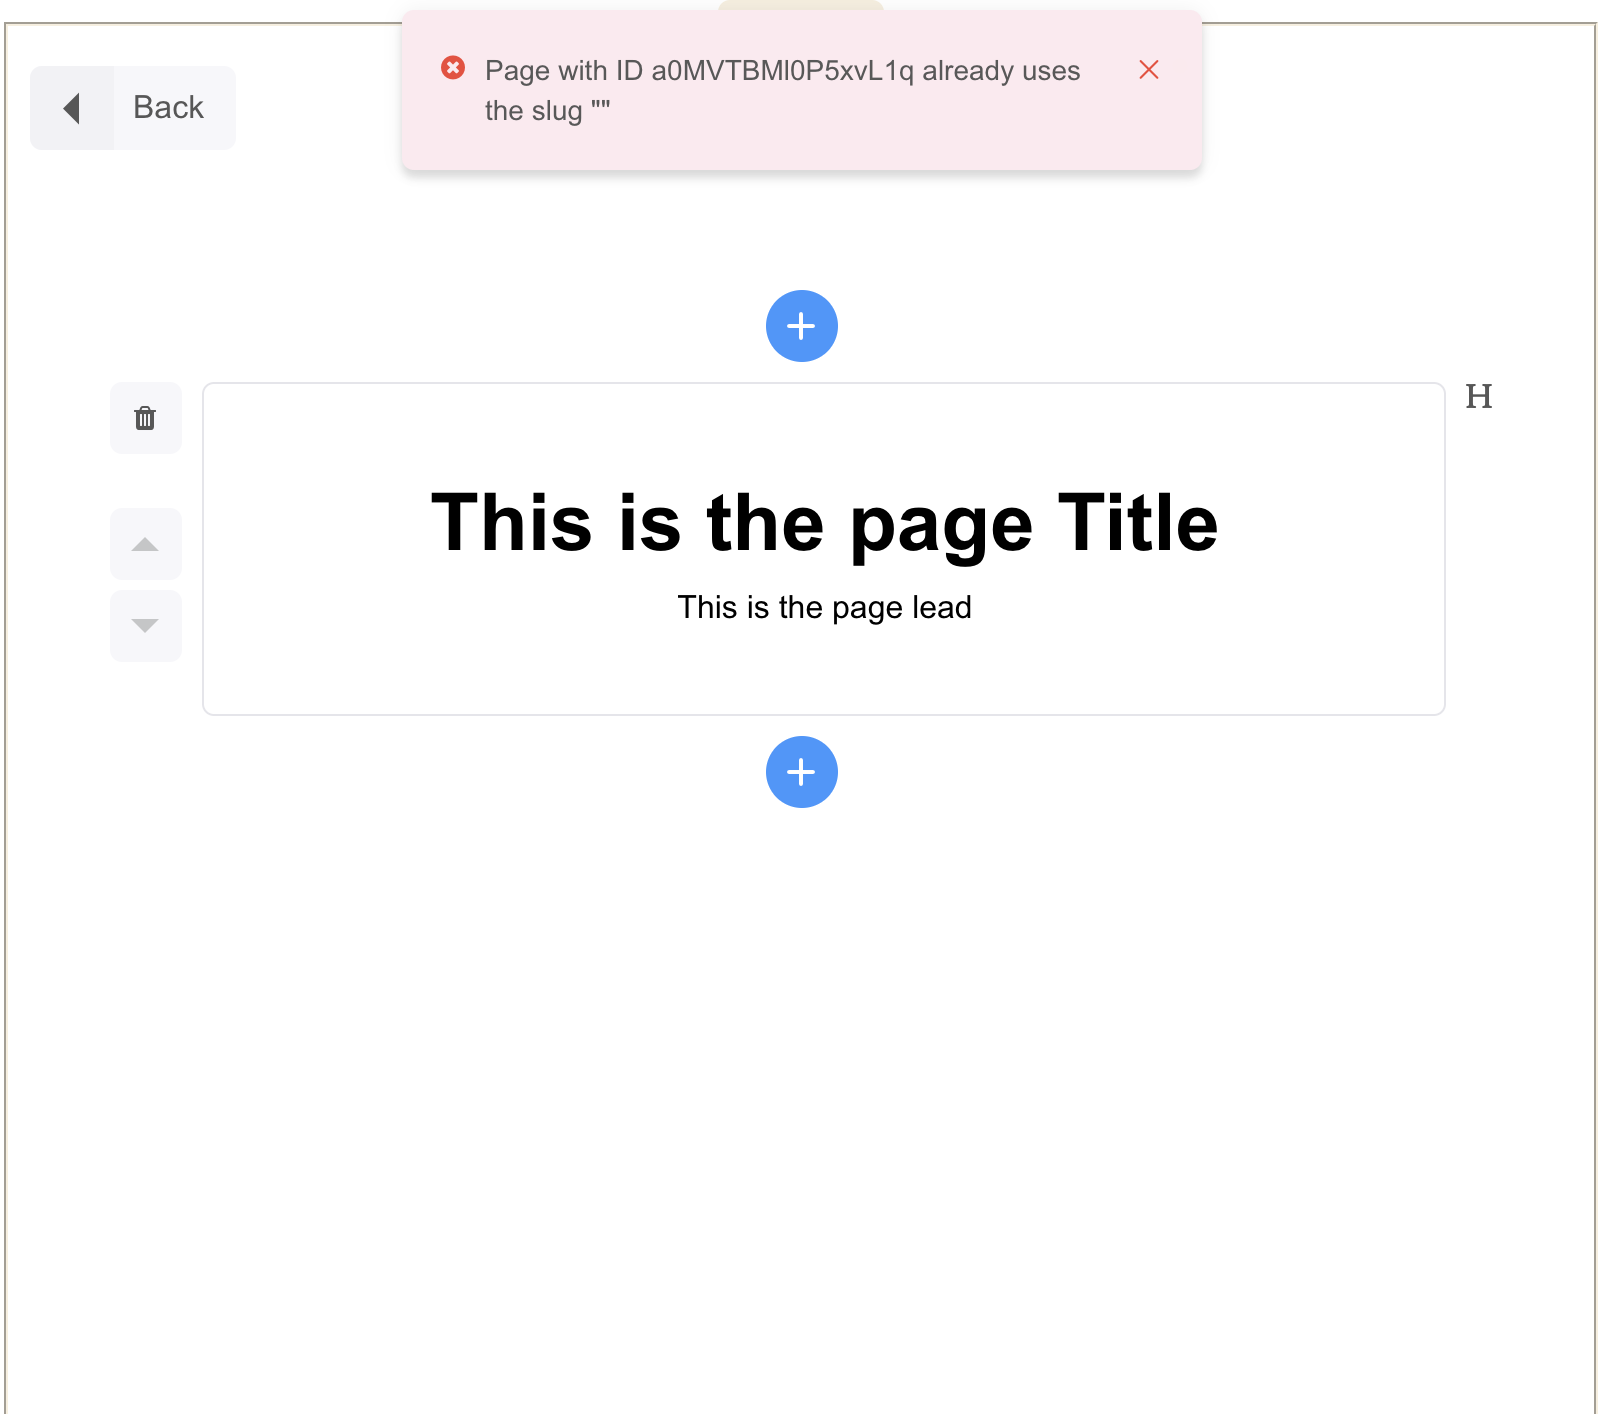 Page with ID a0MVTBMl0P5xvL1q already uses
the slug ""
Back
H
This is the page Title
This is the page lead